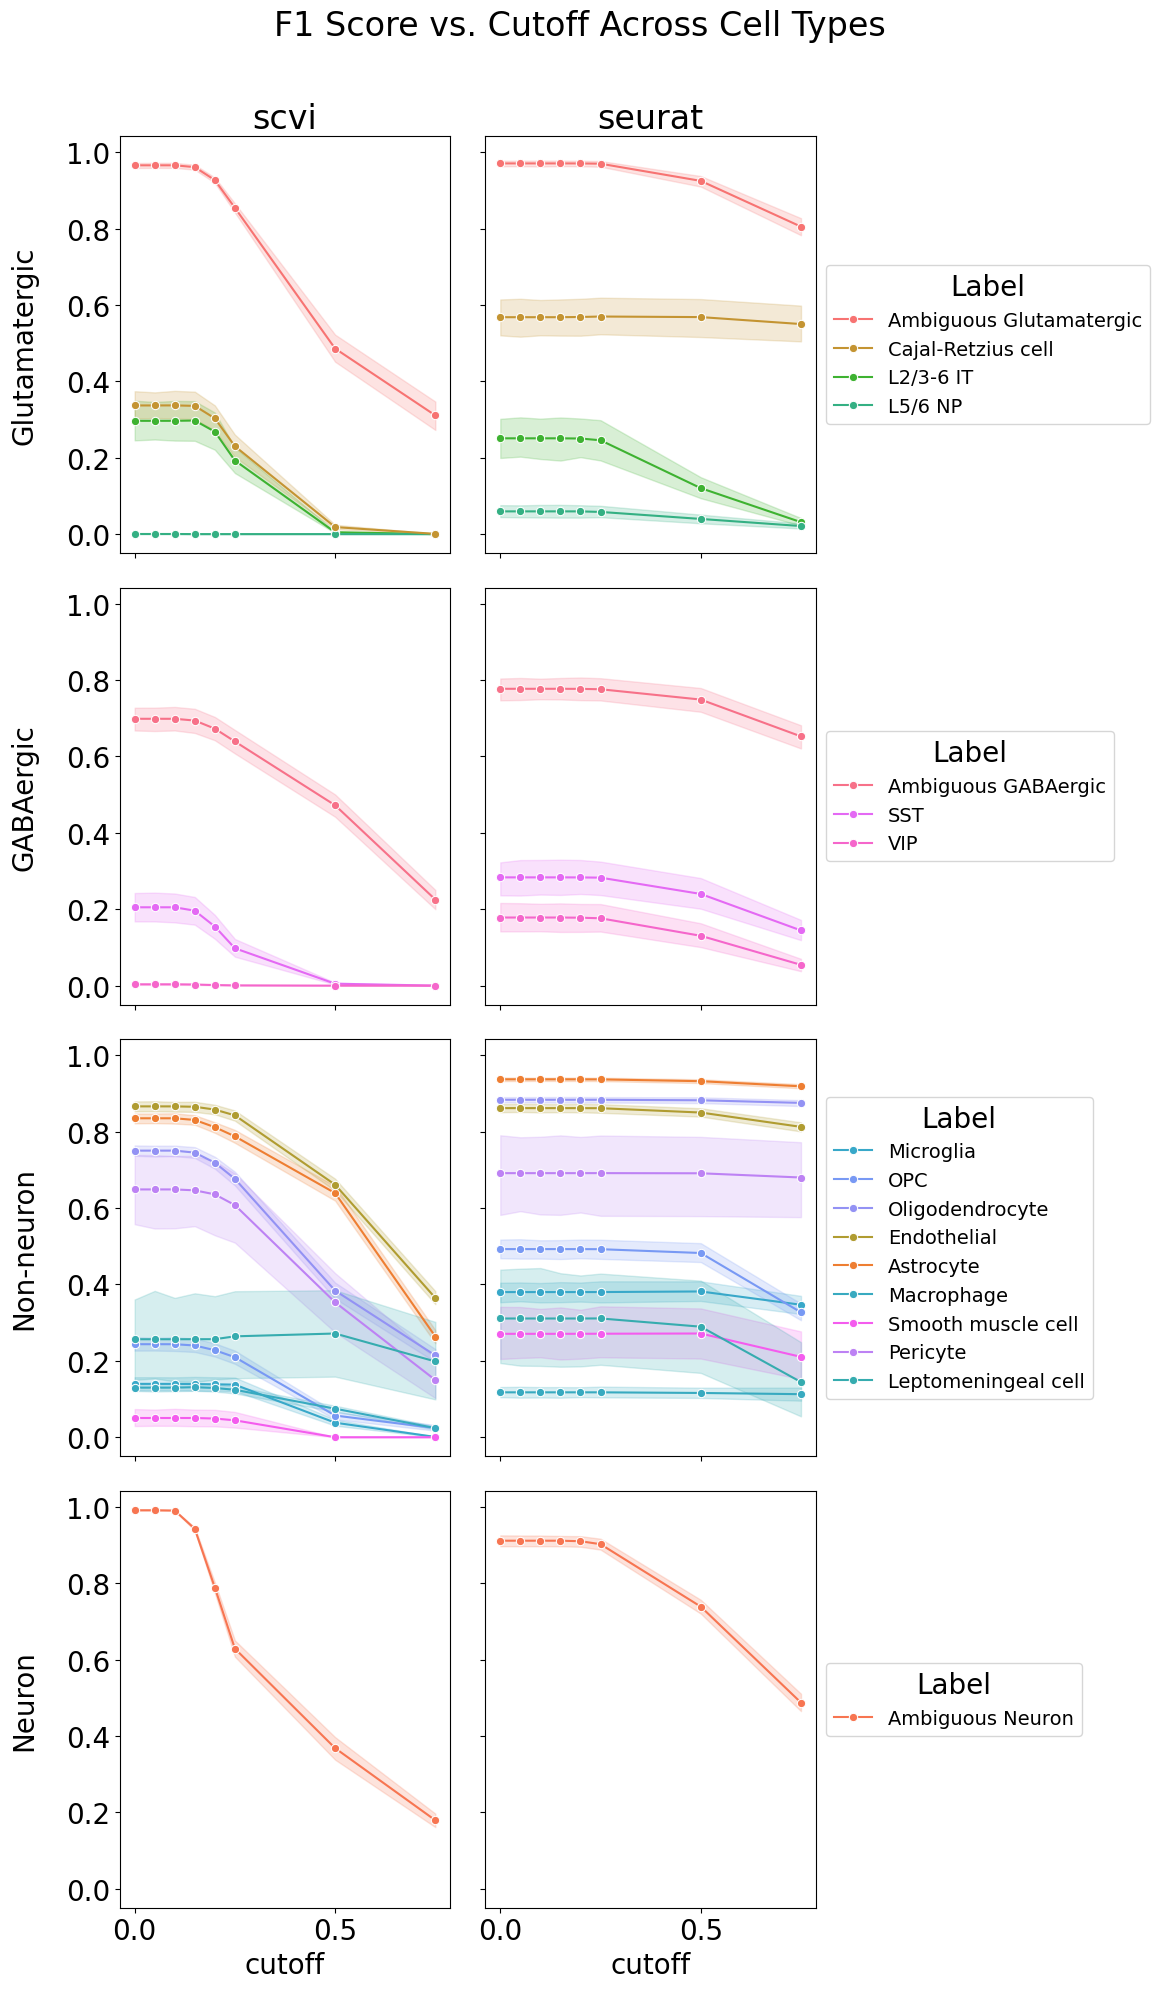 F1 Score vs. Cutoff Across Cell Types
scvi
seurat
Glutamatergic
1.0
0.8
0.6
0.4
0.2
0.0
Label
Ambiguous Glutamatergic
Cajal-Retzius cell
L2/3-6 IT
L5/6 NP
GABAergic
1.0
0.8
0.6
0.4
0.2
0.0
Label
Ambiguous GABAergic
SST
VIP
Non-neuron
1.0
0.8
0.6
0.4
0.2
0.0
Label
Microglia
OPC
Oligodendrocyte
Endothelial
Astrocyte
Macrophage
Smooth muscle cell
Pericyte
Leptomeningeal cell
Neuron
1.0
0.8
0.6
0.4
0.2
0.0
Label
Ambiguous Neuron
0.0 0.5
cutoff
0.0 0.5
cutoff